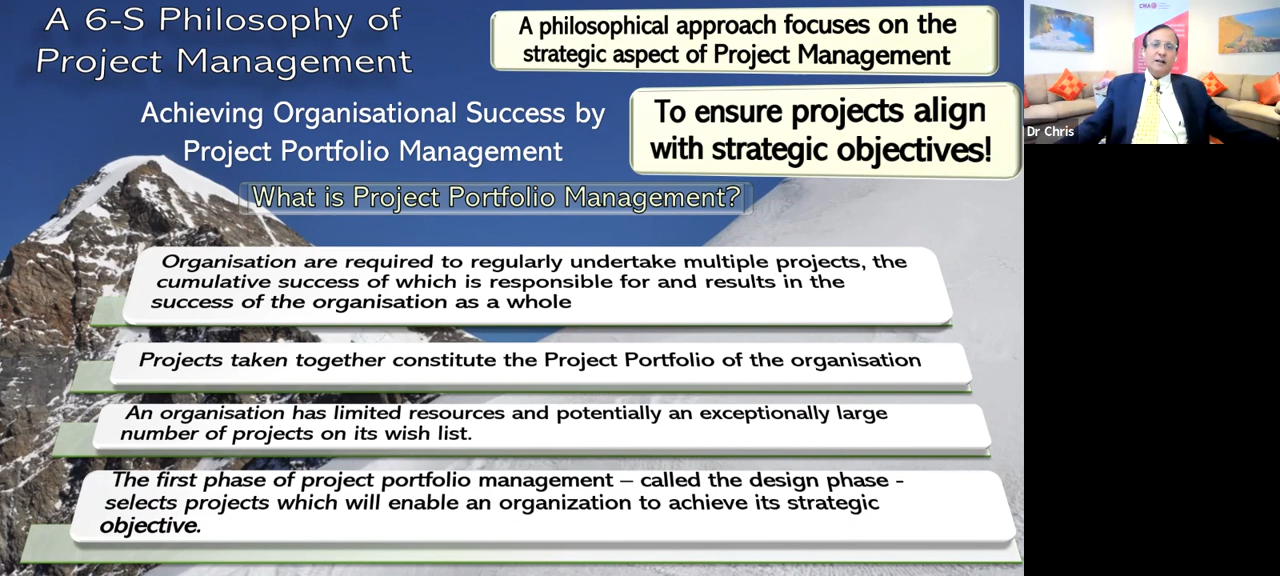 A 6-S Philosophy of
Project Management
A philosophical approach focuses on the
strategic aspect of Project Management
Achieving Organisational Success by
Project Portfolio Management
To ensure projects align
with strategic objectives!
What is Project Portfolio Management?
Organisation are required to regularly undertake multiple projects, the
cumulative success of which is responsible for and results in the
success of the organisation as a whole
Projects taken together constitute the Project Portfolio of the organisation
An organisation has limited resources and potentially an exceptionally large
number of projects on its wish list.
The first phase of project portfolio management – called the design phase -
selects projects which will enable an organization to achieve its strategic
objective.
Dr Chris